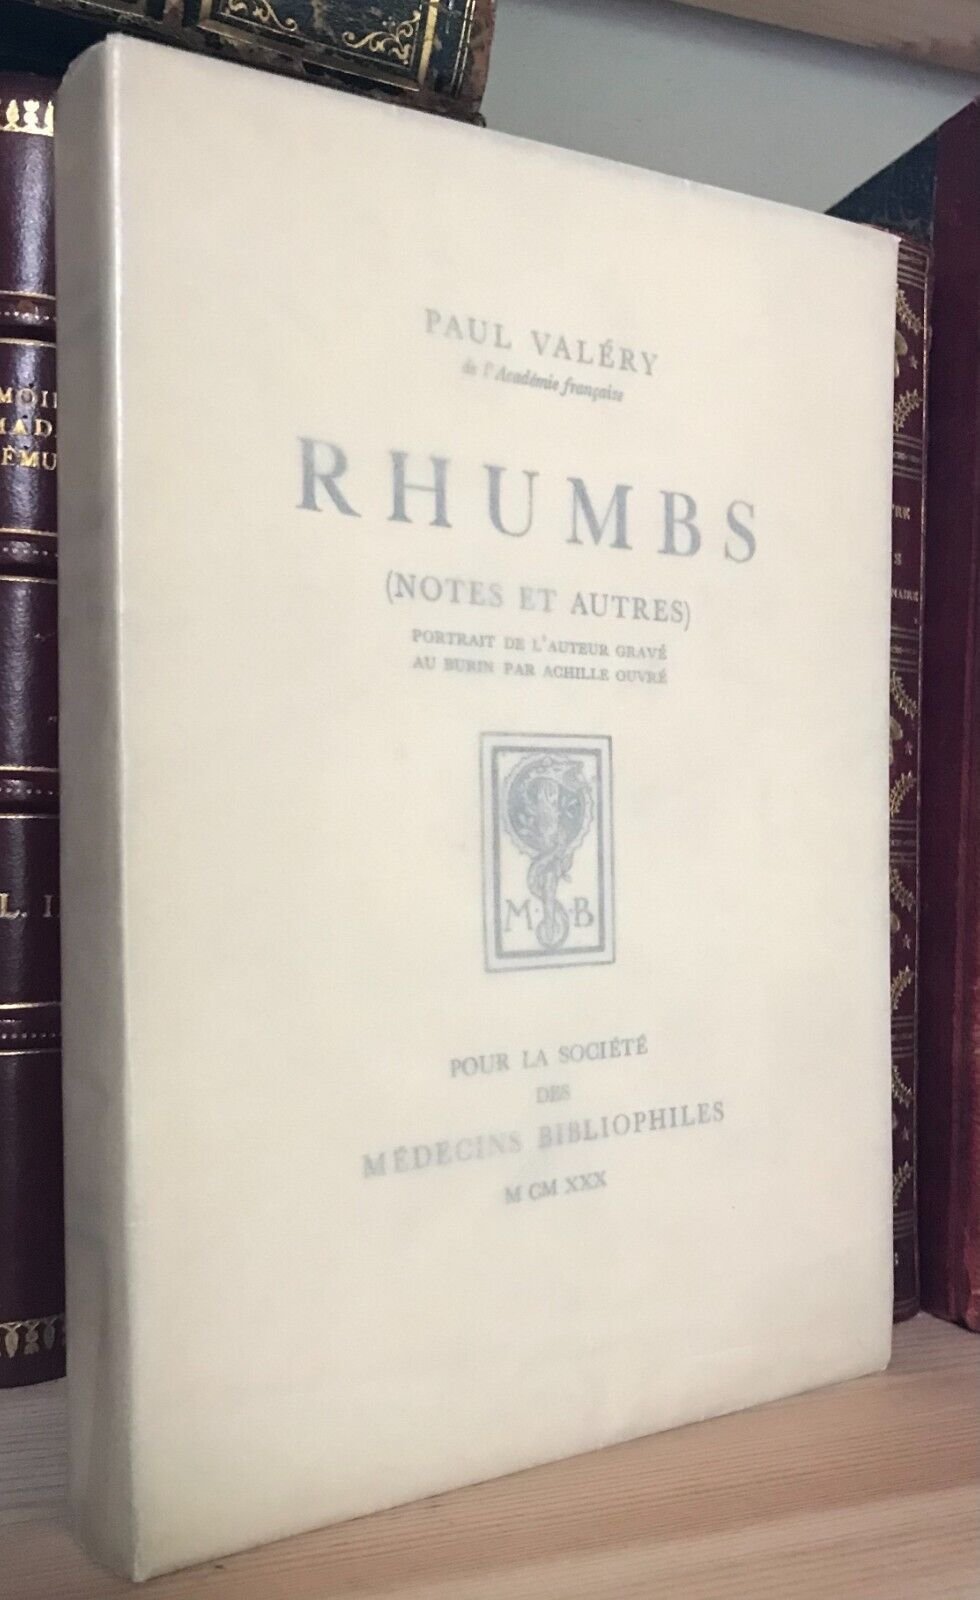 PAUL VALÉRY
de l'Académie française
RHUMBS
(NOTES ET AUTRES)
PORTRAIT DE L'AUTEUR GRAVÉ
AU BURIN PAR ACHILLE OUVRÉ
M·B
POUR LA SOCIÉTÉ
DES
MÉDECINS BIBLIOPHILES
M CM XXX